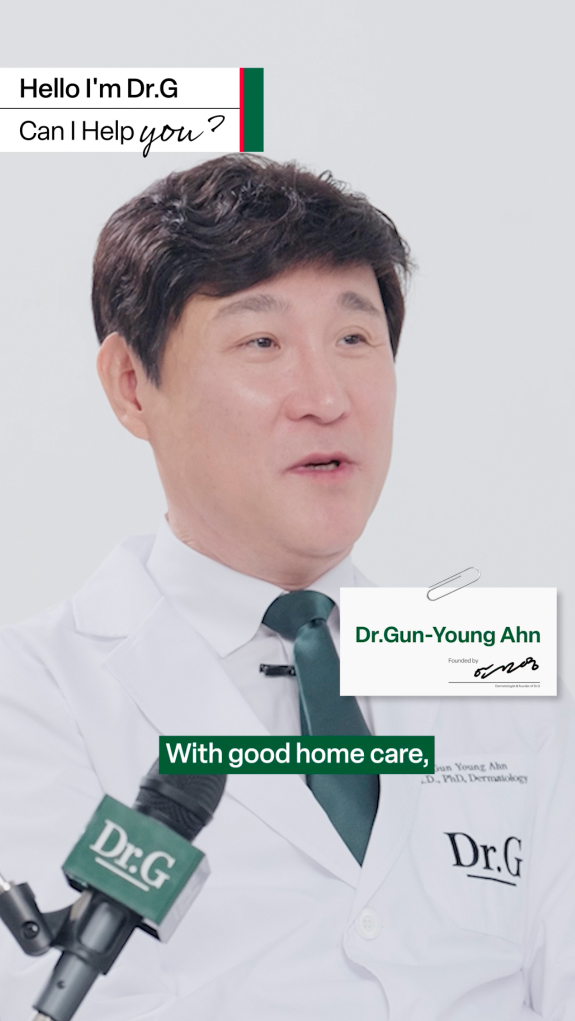 Hello I'm Dr.G
Can I Help you?
Dr.Gun-Young Ahn
Founded by
With good home care,
Gun Young Ahn
D., PhD, Dermatology
Dr.G
Dr.G